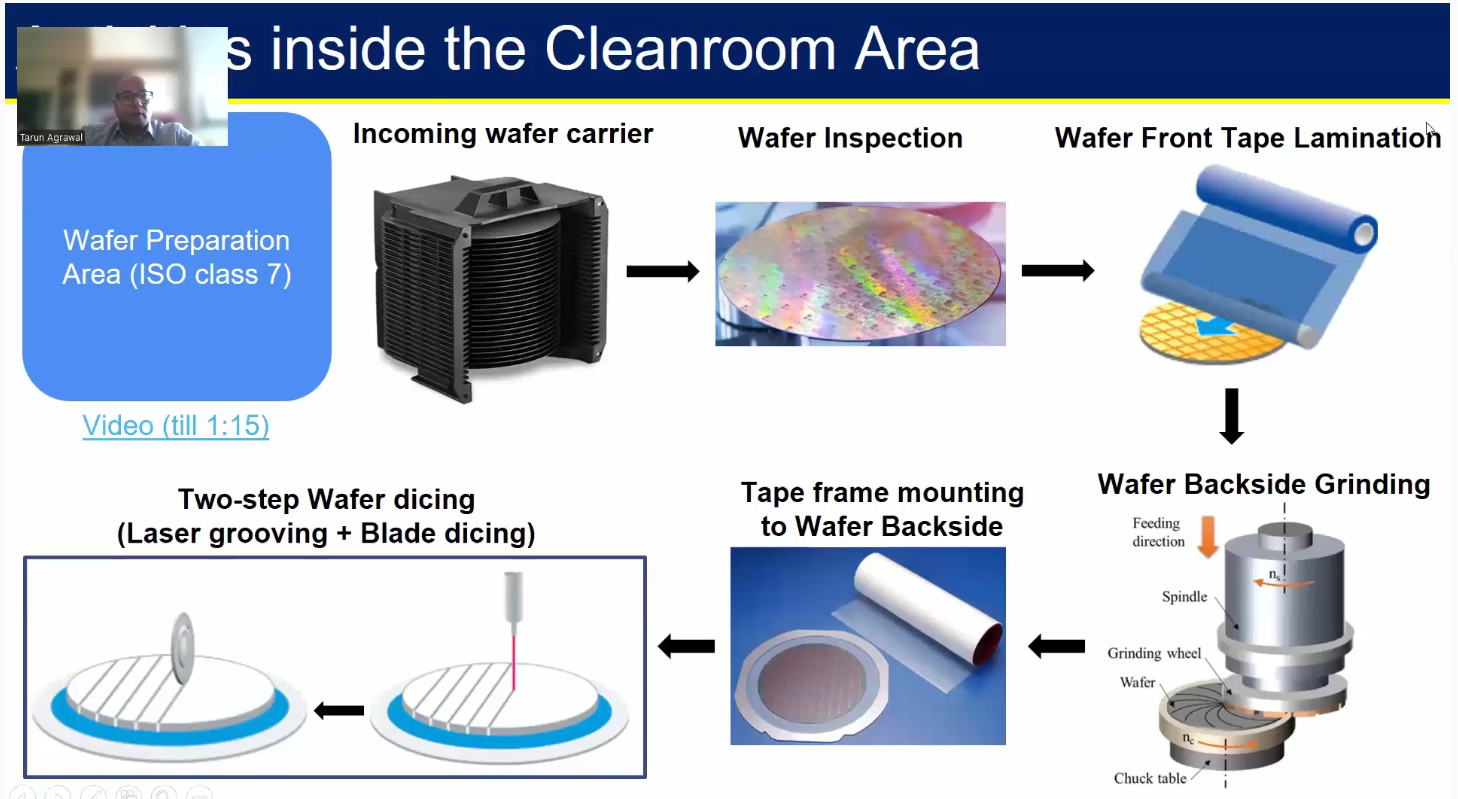 s inside the Cleanroom Area
Tarun Agrawal
Incoming wafer carrier
Wafer Inspection
Wafer Front Tape Lamination
Wafer Preparation
Area (ISO class 7)
Video (till 1:15)
Two-step Wafer dicing
(Laser grooving + Blade dicing)
Tape frame mounting
to Wafer Backside
Wafer Backside Grinding
Feeding
direction
n_s
Spindle
Grinding wheel
Wafer
n_c
Chuck table